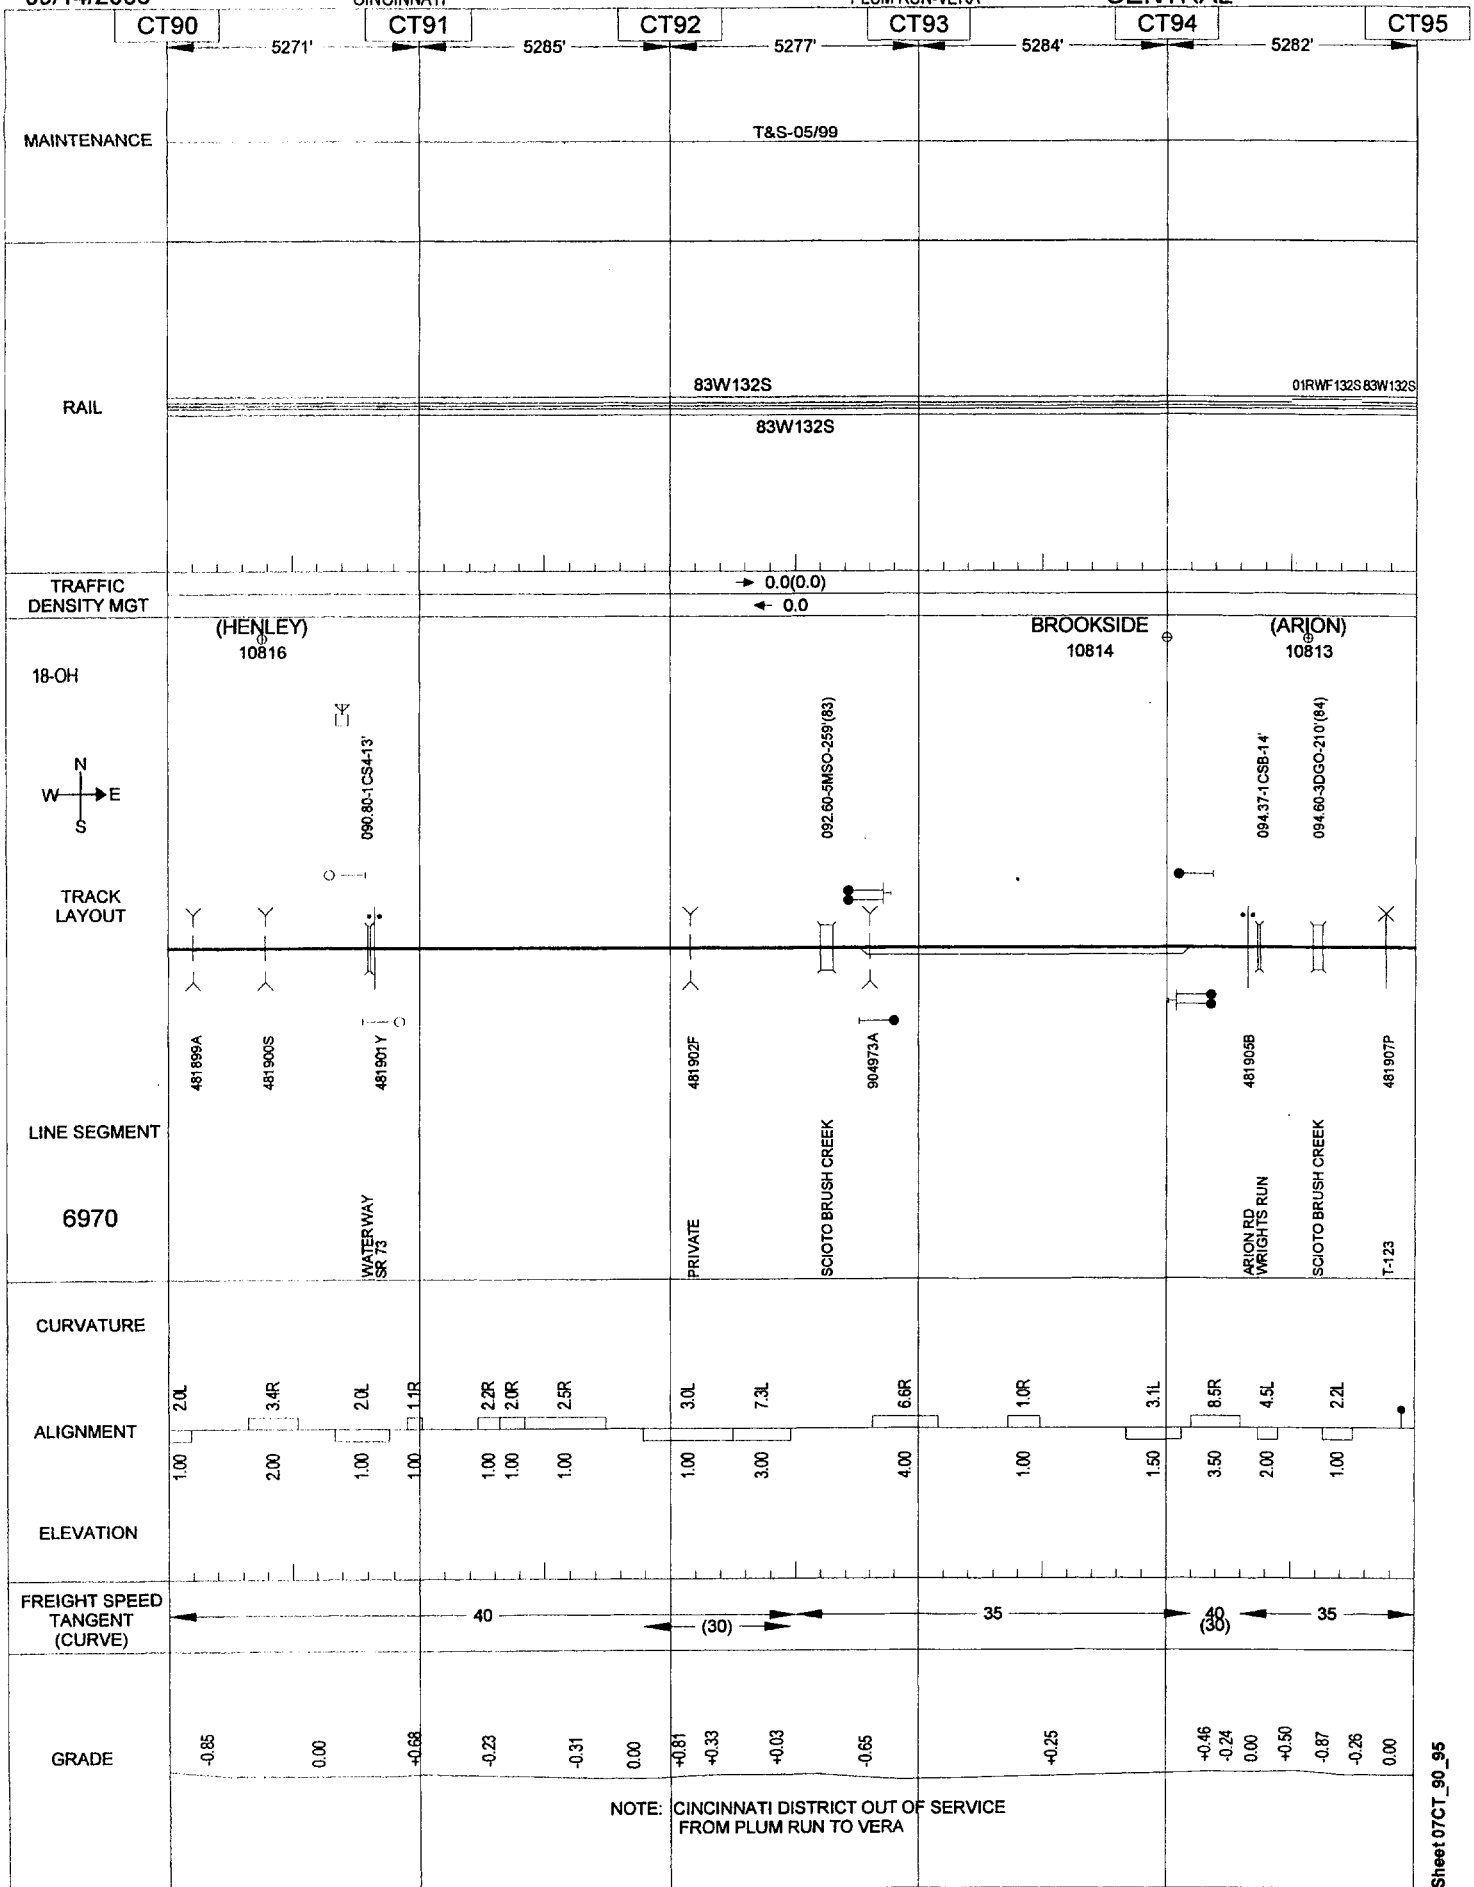 CINCINNATI
PLUM RUN-VERA
CENTRAL
CT90
CT91
CT92
CT93
CT94
CT95
5271'
5285'
5277'
5284'
5282'
MAINTENANCE
T&S-05/99
RAIL
83W132S
01RWF132S 83W132S
83W132S
TRAFFIC
DENSITY MGT
0.0(0.0)
0.0
(HENLEY)
10816
BROOKSIDE
10814
(ARION)
10813
18-OH
N
W
E
S
090.80-1CS4-13'
092.60-5MSO-259'(83)
094.37-1CSB-14'
094.60-3DGO-210'(84)
TRACK
LAYOUT
481899A
481900S
481901Y
481902F
904973A
481905B
481907P
LINE SEGMENT
6970
WATERWAY
SR 73
PRIVATE
SCIOTO BRUSH CREEK
ARION RD
WRIGHTS RUN
SCIOTO BRUSH CREEK
T-123
CURVATURE
2.0L
3.4R
2.0L
1.1R
2.2R
2.0R
2.5R
3.0L
7.3L
6.6R
1.0R
3.1L
8.5R
4.5L
2.2L
ALIGNMENT
1.00
2.00
1.00
1.00
1.00
1.00
1.00
1.00
3.00
4.00
1.00
1.50
3.50
2.00
1.00
ELEVATION
FREIGHT SPEED
TANGENT
(CURVE)
40
(30)
35
40
(30)
35
GRADE
-0.85
0.00
+0.68
-0.23
-0.31
0.00
+0.81
+0.33
+0.03
-0.65
+0.25
+0.46
-0.24
0.00
+0.50
-0.87
-0.26
0.00
NOTE: CINCINNATI DISTRICT OUT OF SERVICE
FROM PLUM RUN TO VERA
Sheet 07CT_90_95